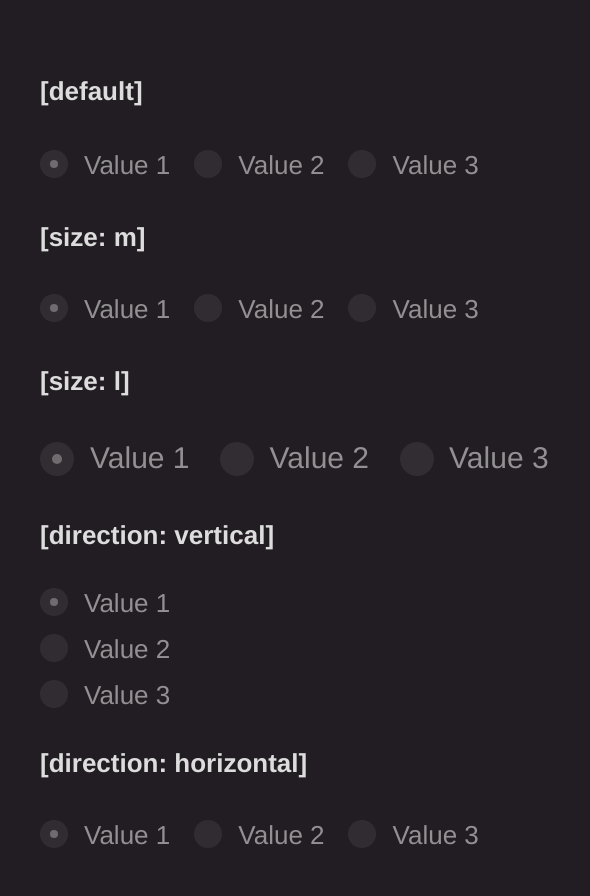 [default]
Value 1 Value 2 Value 3
[size: m]
Value 1 Value 2 Value 3
[size: l]
Value 1 Value 2 Value 3
[direction: vertical]
Value 1
Value 2
Value 3
[direction: horizontal]
Value 1 Value 2 Value 3